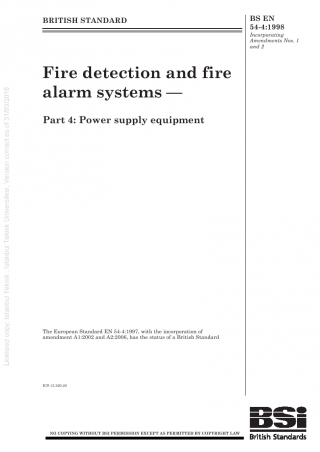 BRITISH STANDARD
BS EN
54-4:1998
Incorporating
Amendments Nos. 1
and 2
Fire detection and fire
alarm systems —
Part 4: Power supply equipment
Licensed copy: Istanbul Teknik , Istanbul Teknik Universitesi, Version correct as of 31/03/2010
The European Standard EN 54-4:1997, with the incorporation of
amendment A1:2002 and A2:2006, has the status of a British Standard
ICS 13.220.20
NO COPYING WITHOUT BSI PERMISSION EXCEPT AS PERMITTED BY COPYRIGHT LAW
BSi
British Standards